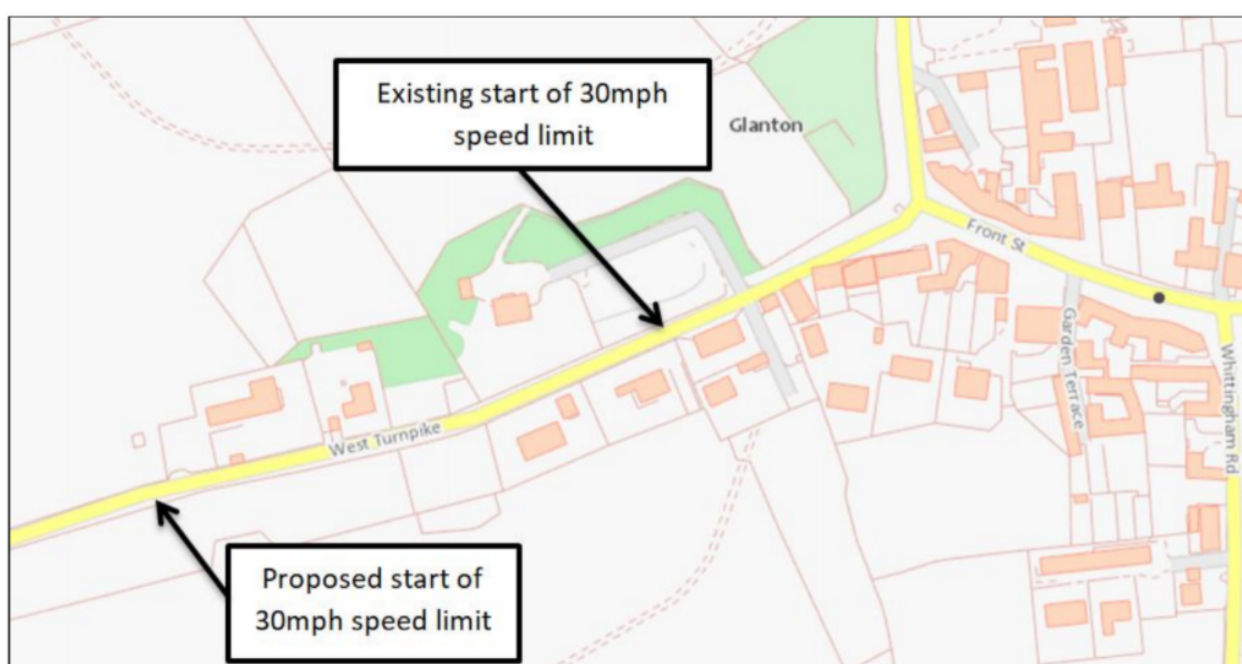 Existing start of 30mph
speed limit
Glanton
Front St
Garden Terrace
Whittingham Rd
West Turnpike
Proposed start of
30mph speed limit